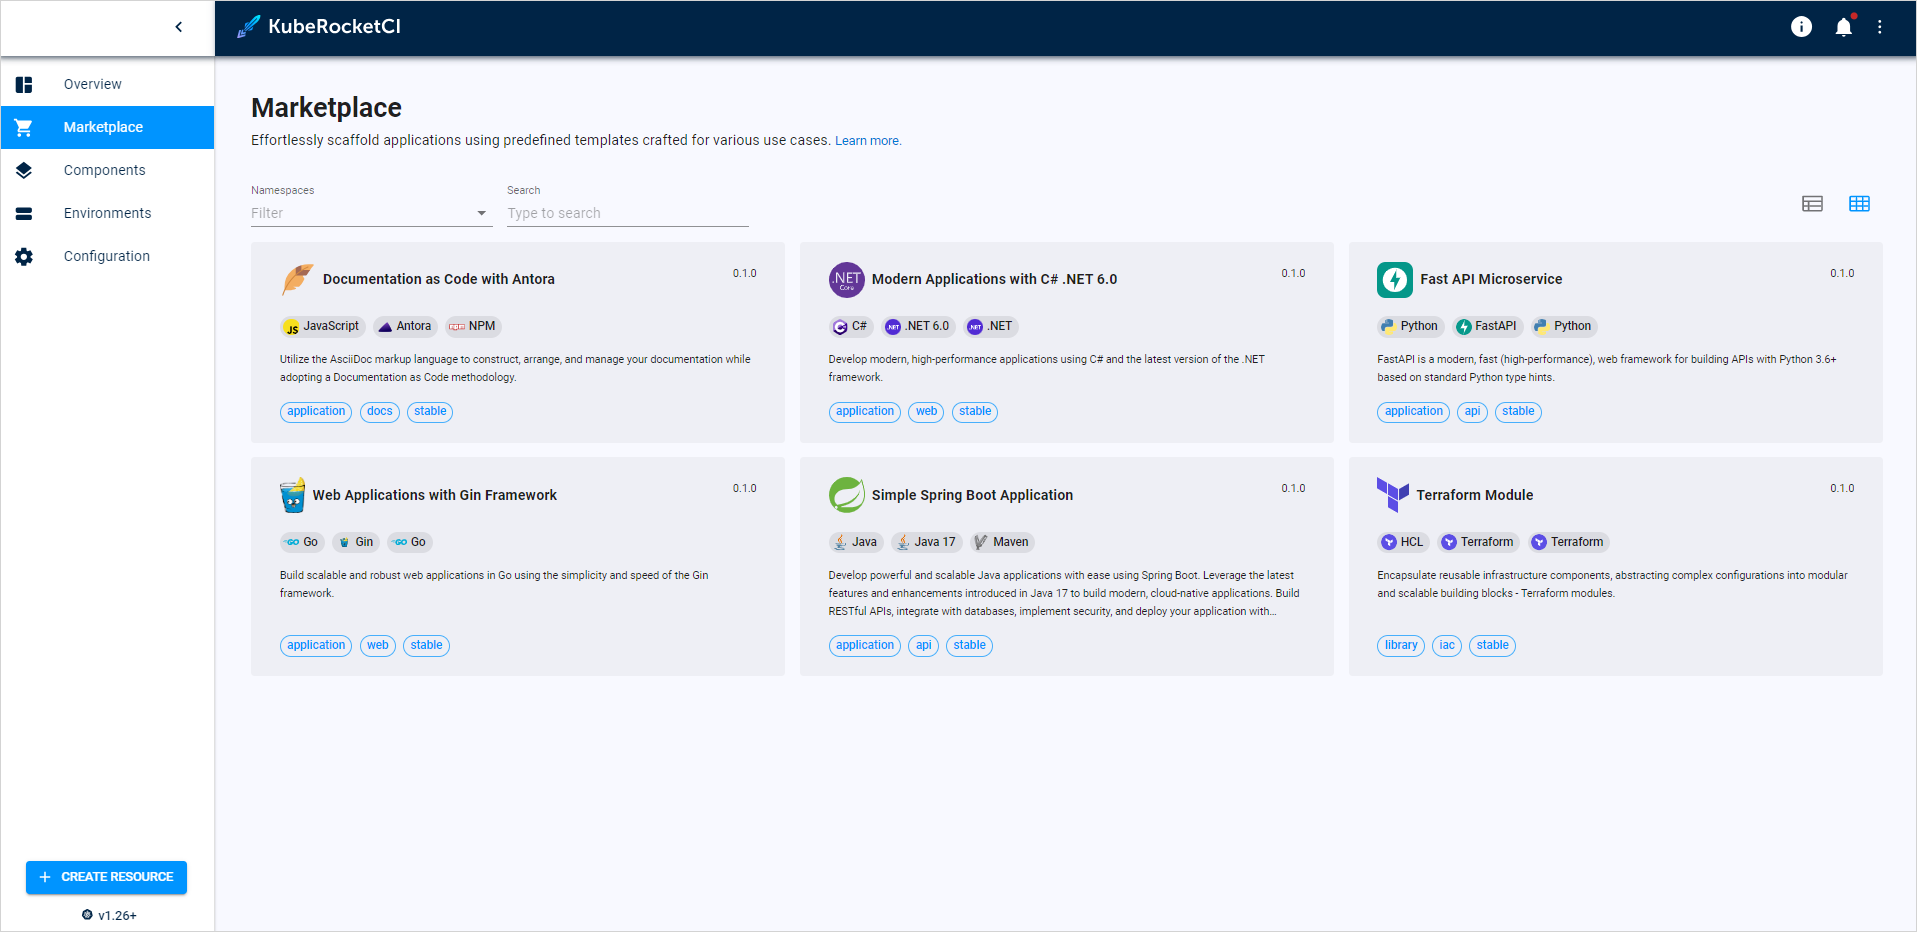 KubeRocketCI
Overview
Marketplace
Components
Environments
Configuration
CREATE RESOURCE
v1.26+
Marketplace
Effortlessly scaffold applications using predefined templates crafted for various use cases. Learn more.
Namespaces
Filter
Search
Type to search
Documentation as Code with Antora
0.1.0
JavaScript Antora NPM
Utilize the AsciiDoc markup language to construct, arrange, and manage your documentation while
adopting a Documentation as Code methodology.
application docs stable
.NET
Core
Modern Applications with C# .NET 6.0
0.1.0
C# .NET 6.0 .NET
Develop modern, high-performance applications using C# and the latest version of the .NET
framework.
application web stable
Fast API Microservice
0.1.0
Python FastAPI Python
FastAPI is a modern, fast (high-performance), web framework for building APIs with Python 3.6+
based on standard Python type hints.
application api stable
Web Applications with Gin Framework
0.1.0
Go Gin Go
Build scalable and robust web applications in Go using the simplicity and speed of the Gin
framework.
application web stable
Simple Spring Boot Application
0.1.0
Java Java 17 Maven
Develop powerful and scalable Java applications with ease using Spring Boot. Leverage the latest
features and enhancements introduced in Java 17 to build modern, cloud-native applications. Build
RESTful APIs, integrate with databases, implement security, and deploy your application with...
application api stable
Terraform Module
0.1.0
HCL Terraform Terraform
Encapsulate reusable infrastructure components, abstracting complex configurations into modular
and scalable building blocks - Terraform modules.
library iac stable